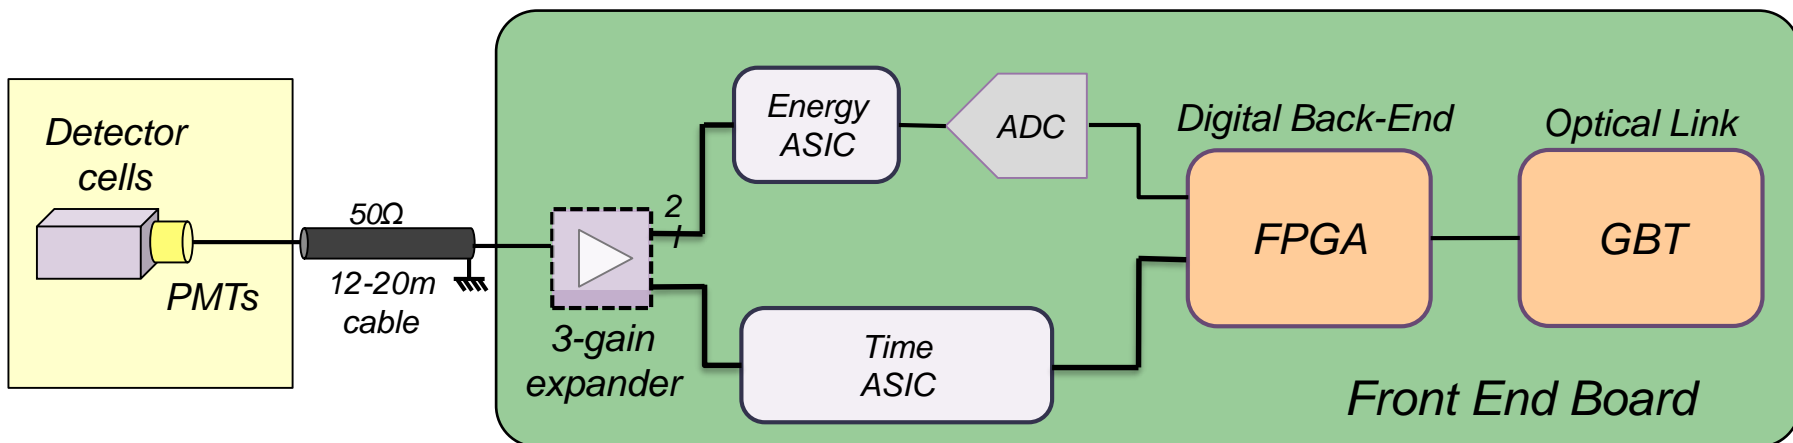 Detector
cells
PMTs
50Ω
12-20m
cable
3-gain
expander
2
Energy
ASIC
ADC
Time
ASIC
Digital Back-End
FPGA
Optical Link
GBT
Front End Board